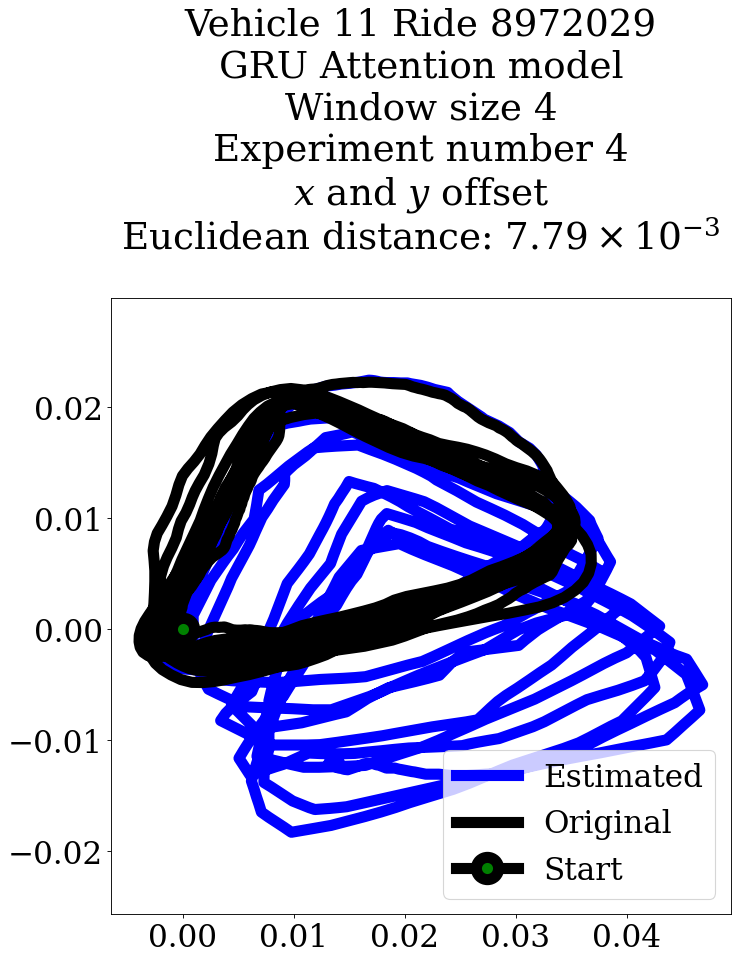 Vehicle 11 Ride 8972029
GRU Attention model
Window size 4
Experiment number 4
x and y offset
Euclidean distance: 7.79 × 10⁻³
0.02
0.01
0.00
−0.01
−0.02
Estimated
Original
Start
0.00 0.01 0.02 0.03 0.04